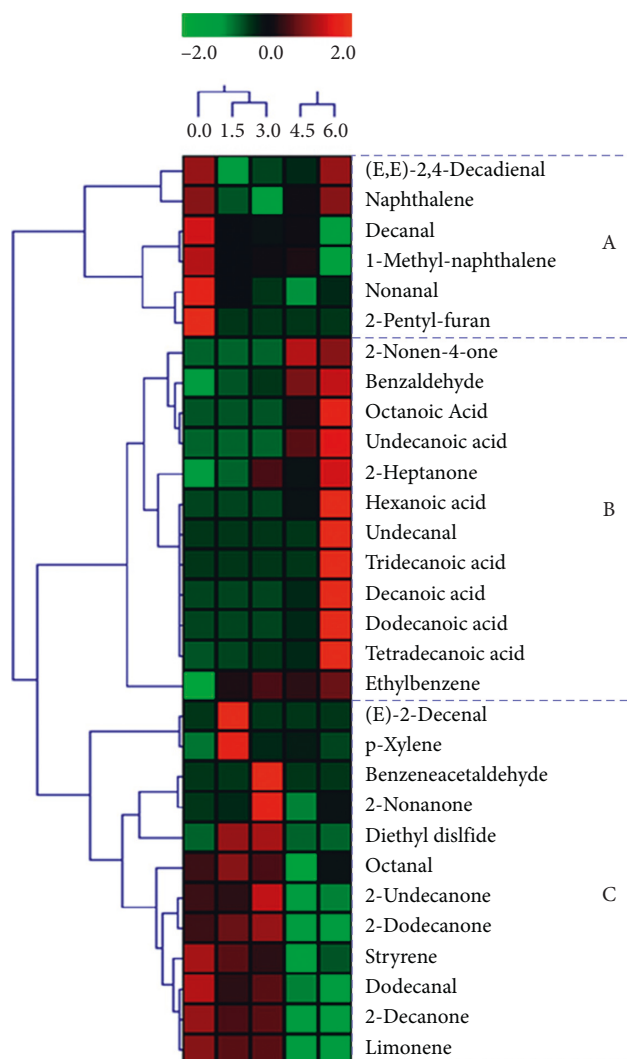 −2.0 0.0 2.0
0.0 1.5 3.0 4.5 6.0
(E,E)-2,4-Decadienal
Naphthalene
Decanal
A
1-Methyl-naphthalene
Nonanal
2-Pentyl-furan
2-Nonen-4-one
Benzaldehyde
Octanoic Acid
Undecanoic acid
2-Heptanone
Hexanoic acid
B
Undecanal
Tridecanoic acid
Decanoic acid
Dodecanoic acid
Tetradecanoic acid
Ethylbenzene
(E)-2-Decenal
p-Xylene
Benzeneacetaldehyde
2-Nonanone
Diethyl dislfide
Octanal
2-Undecanone
C
2-Dodecanone
Stryrene
Dodecanal
2-Decanone
Limonene